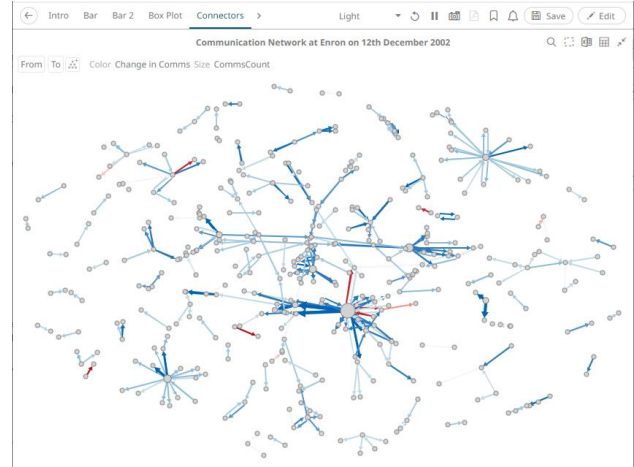 Intro Bar Bar 2 Box Plot Connectors Light Save Edit
Communication Network at Enron on 12th December 2002
From To Color Change in Comms Size CommsCount